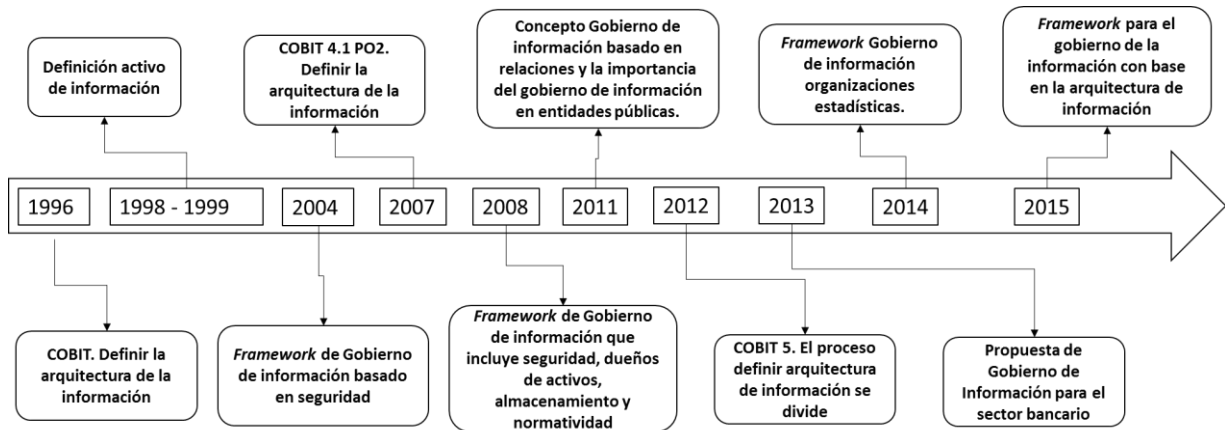 Definición activo
de información
COBIT 4.1 PO2.
Definir la
arquitectura de la
información
Concepto Gobierno de
información basado en
relaciones y la importancia
del gobierno de información
en entidades públicas.
Framework Gobierno
de información
organizaciones
estadísticas.
Framework para el
gobierno de la
información con base
en la arquitectura de
información
1996
1998 - 1999
2004
2007
2008
2011
2012
2013
2014
2015
COBIT. Definir la
arquitectura de la
información
Framework de Gobierno
de información basado
en seguridad
Framework de Gobierno
de información que
incluye seguridad, dueños
de activos,
almacenamiento y
normatividad
COBIT 5. El proceso
definir arquitectura
de información se
divide
Propuesta de
Gobierno de
Información para el
sector bancario